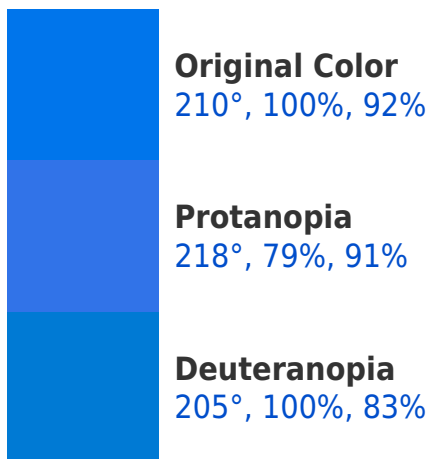 Original Color
210°, 100%, 92%
Protanopia
218°, 79%, 91%
Deuteranopia
205°, 100%, 83%